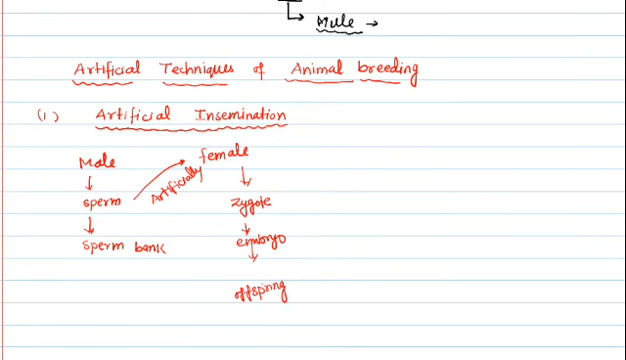 Mule →
Artificial Techniques of Animal breeding
(1) Artificial Insemination
Male female
Artificially
sperm zygote
sperm bank embryo
offspring